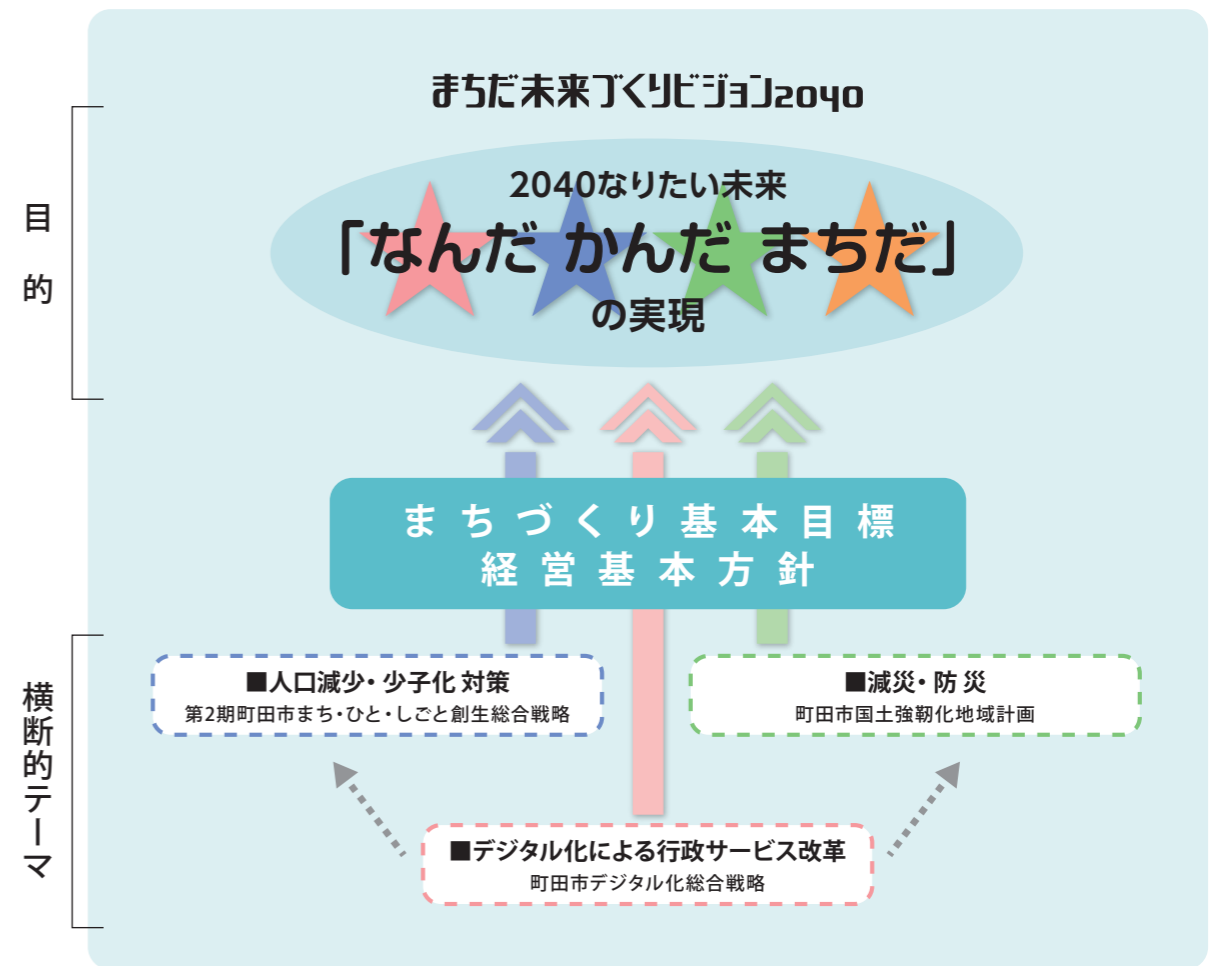 まちだ未来づくりビジョン2040
目的
2040なりたい未来
「なんだ かんだ まちだ」
の実現
まちづくり基本目標
経営基本方針
横断的テーマ
■人口減少・少子化対策
第2期町田市まち・ひと・しごと創生総合戦略
■減災・防災
町田市国土強靭化地域計画
■デジタル化による行政サービス改革
町田市デジタル化総合戦略